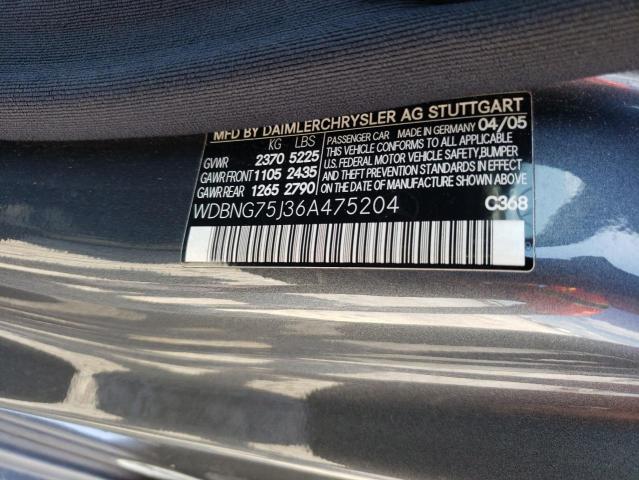 MFD BY DAIMLERCHRYSLER AG STUTTGART
KG LBS
GVWR 2370 5225
GAWR FRONT 1105 2435
GAWR REAR 1265 2790
PASSENGER CAR MADE IN GERMANY 04/05
THIS VEHICLE CONFORMS TO ALL APPLICABLE
U.S. FEDERAL MOTOR VEHICLE SAFETY, BUMPER
AND THEFT PREVENTION STANDARDS IN EFFECT
ON THE DATE OF MANUFACTURE SHOWN ABOVE
WDBNG75J36A475204 C368